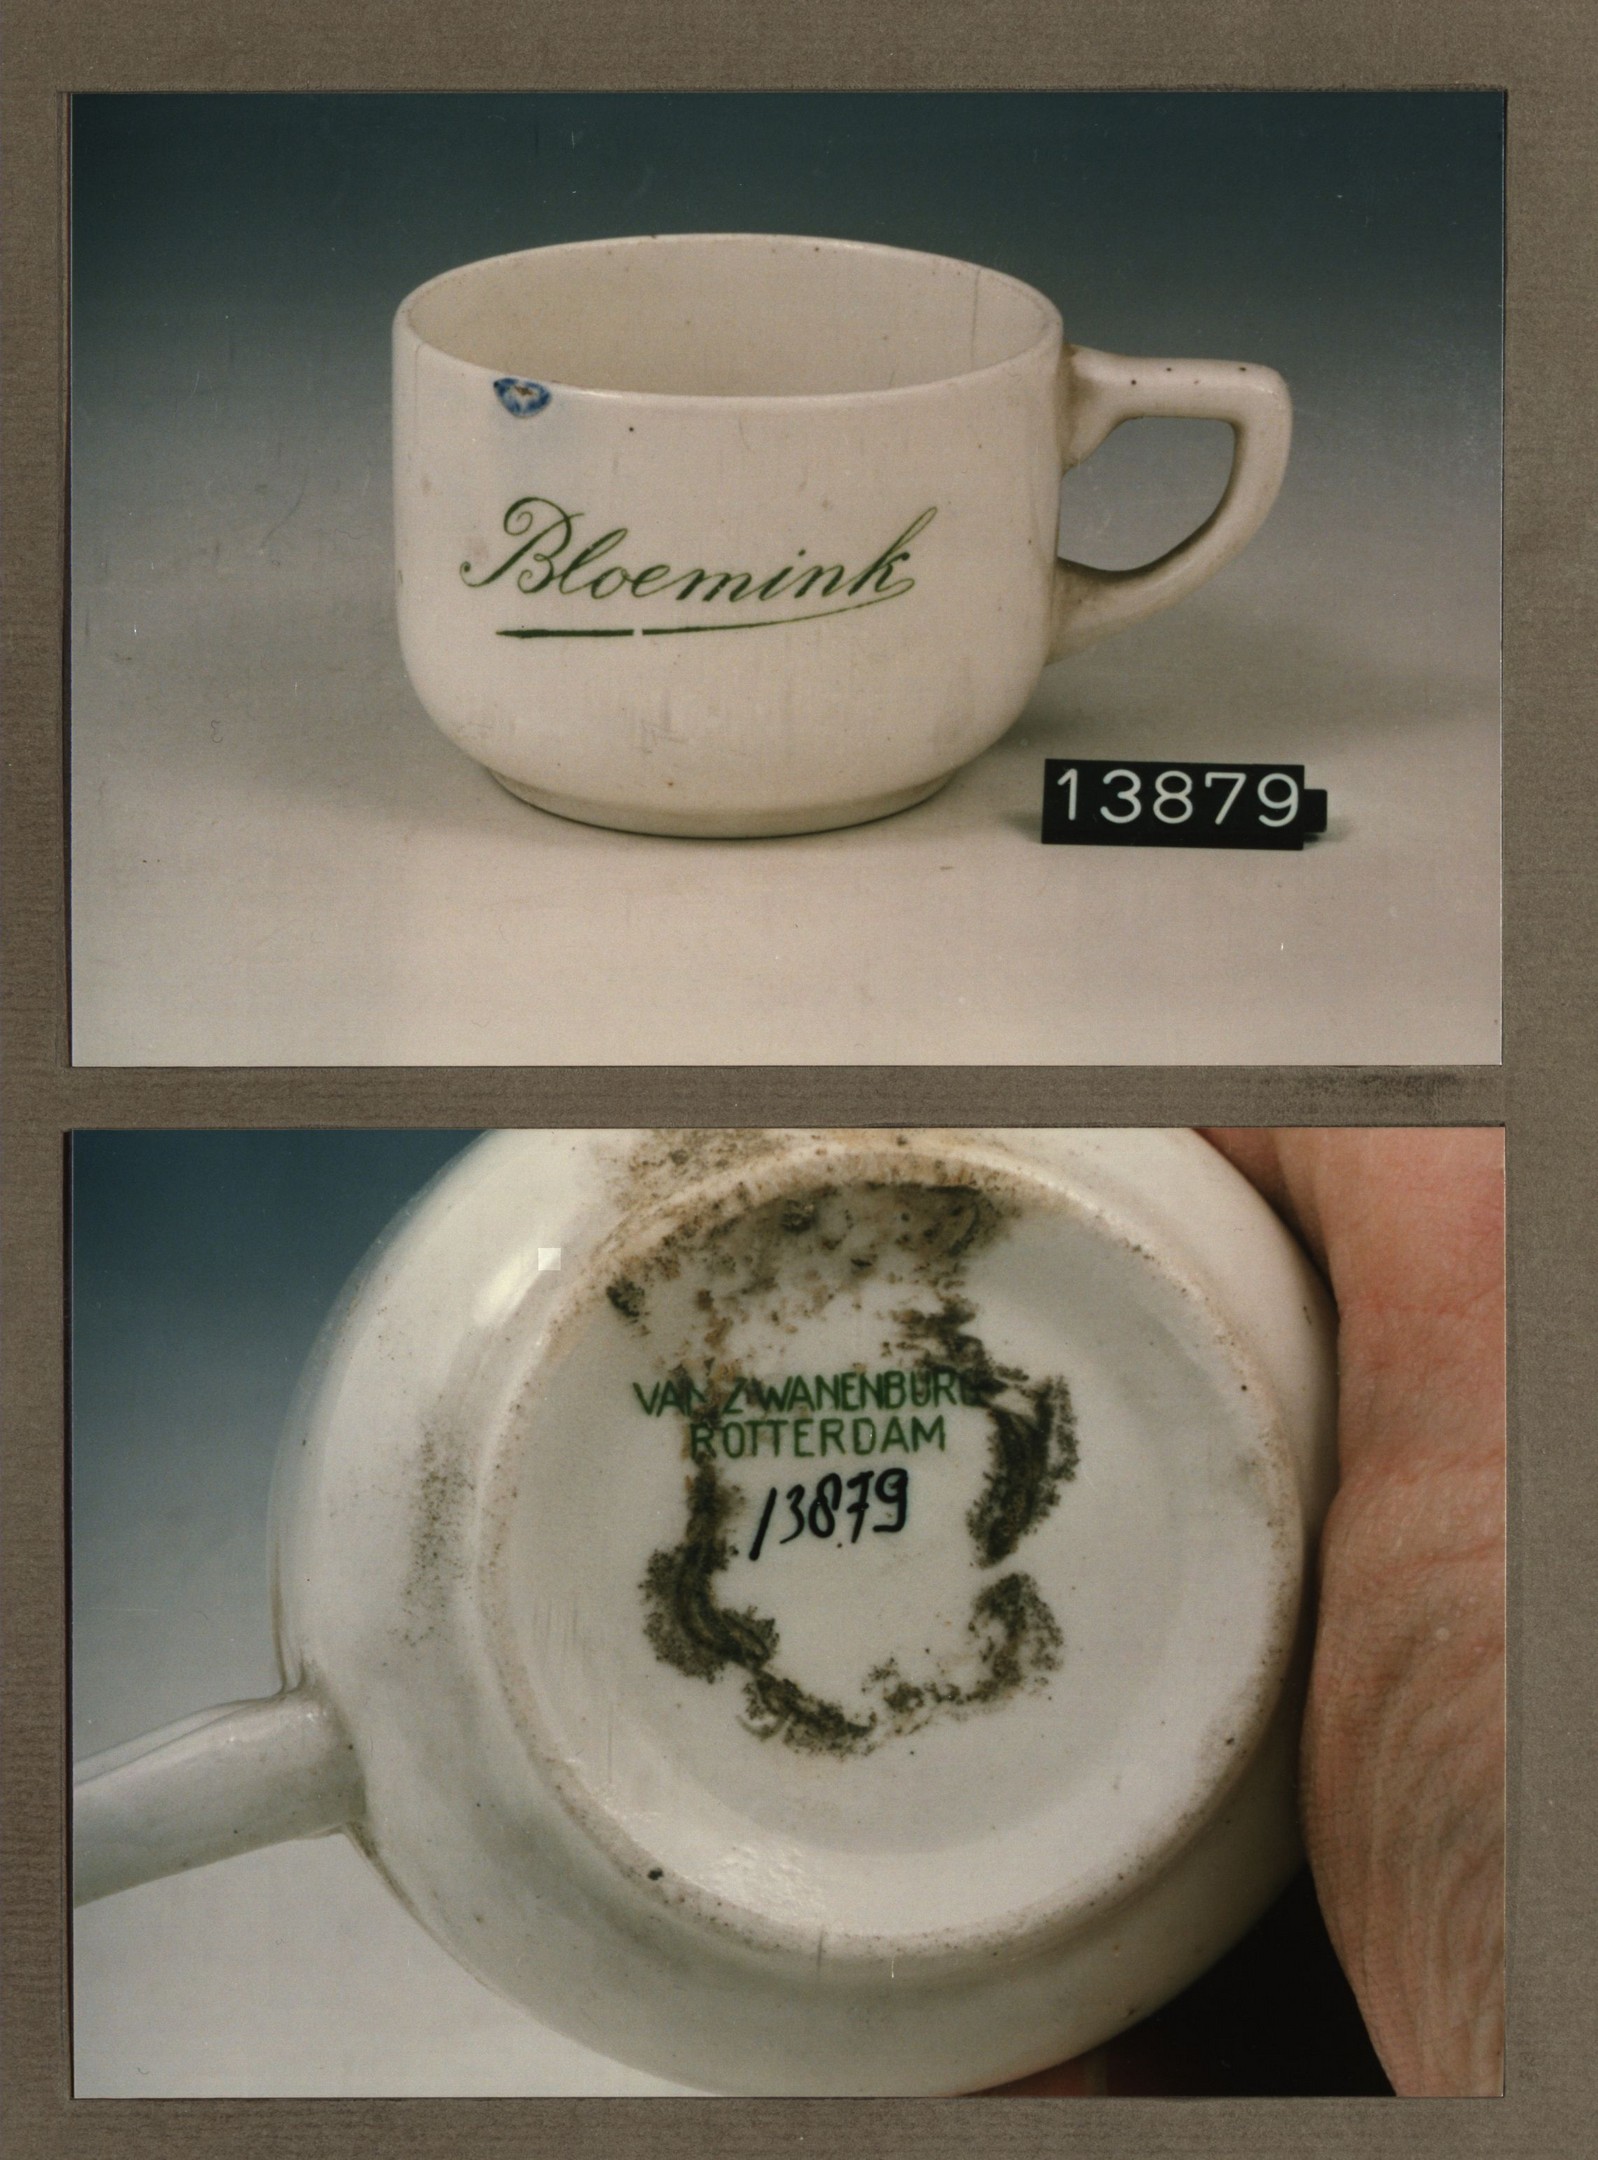 Bloemink
13879
VAN ZWANENBURG
ROTTERDAM
13879